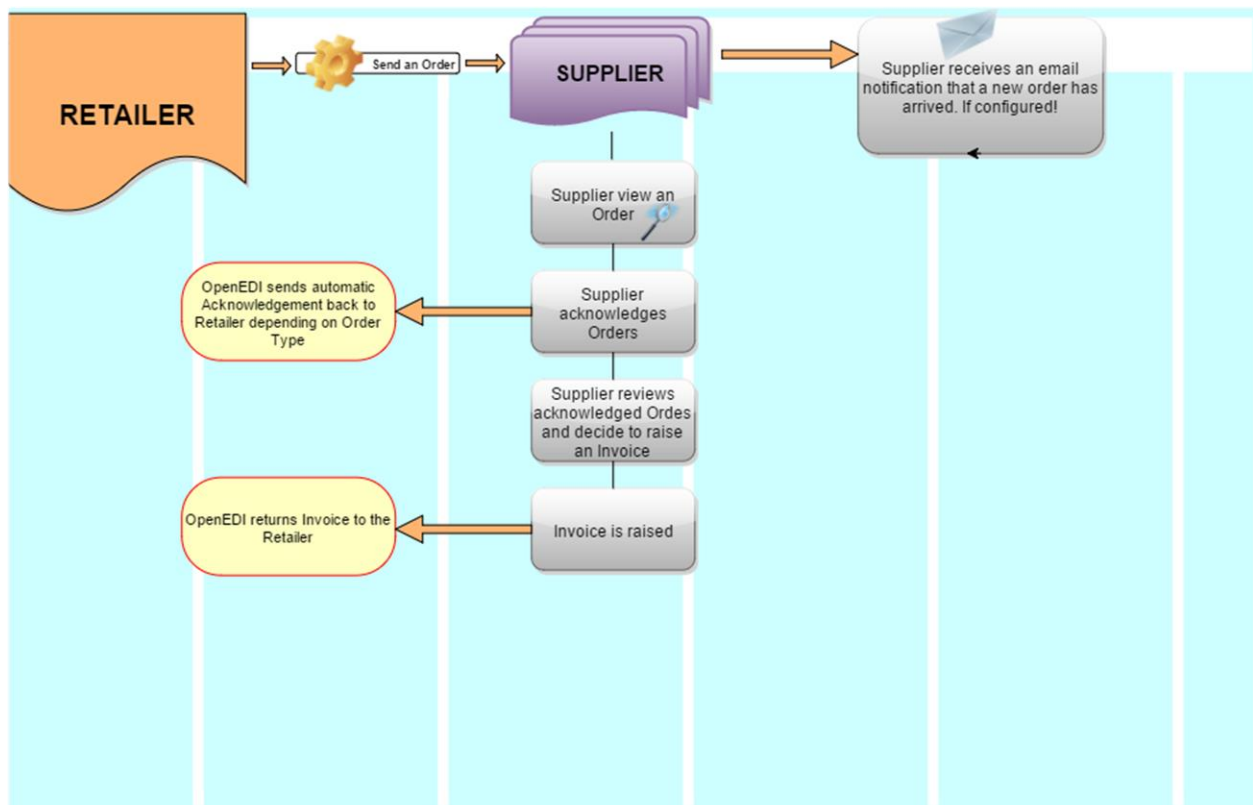 RETAILER
Send an Order
SUPPLIER
Supplier receives an email
notification that a new order has
arrived. If configured!
Supplier view an
Order
OpenEDI sends automatic
Acknowledgement back to
Retailer depending on Order
Type
Supplier
acknowledges
Orders
Supplier reviews
acknowledged Ordes
and decide to raise
an Invoice
OpenEDI returns Invoice to the
Retailer
Invoice is raised